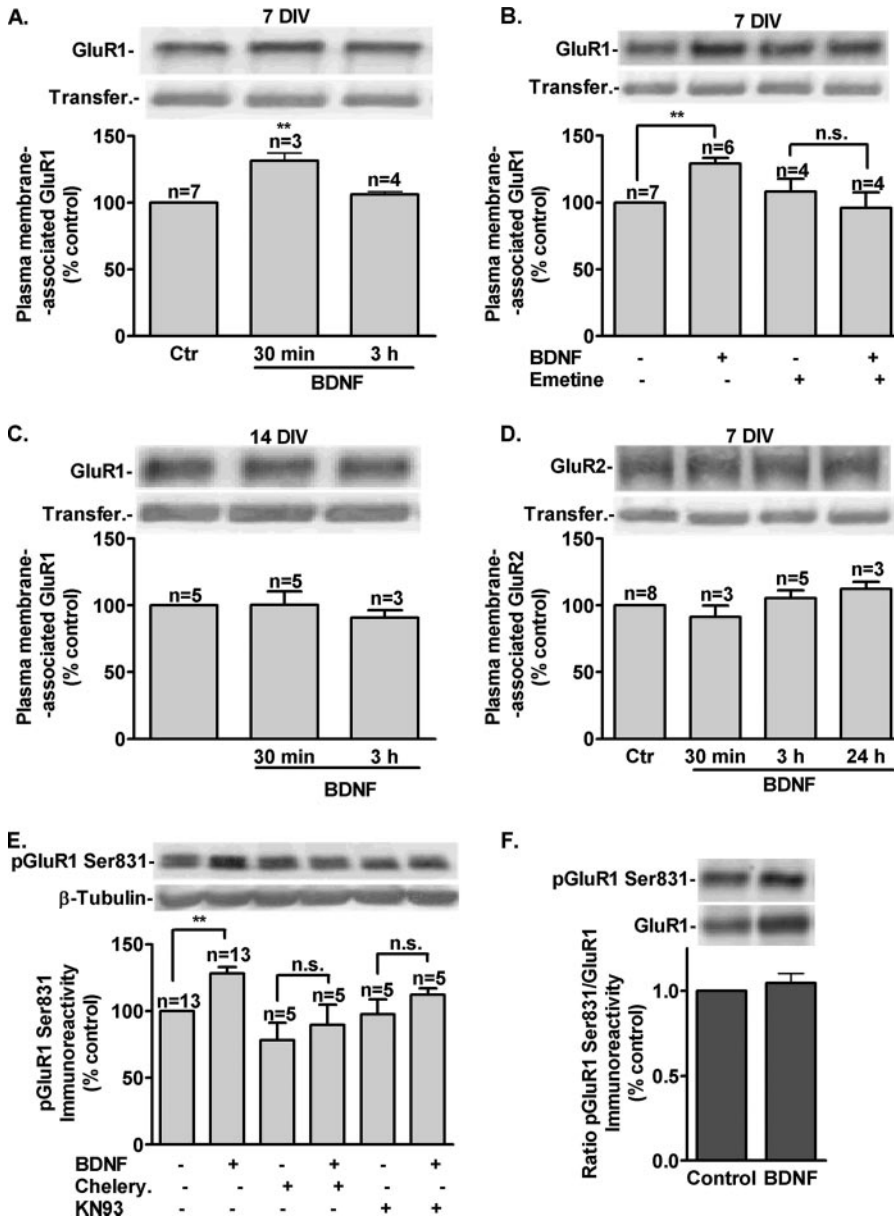 A.
7 DIV
GluR1-
Transfer.-
Plasma membrane-
-associated GluR1
(% control)
150
100
50
0
n=7
**
n=3
n=4
Ctr
30 min
3 h
BDNF
B.
7 DIV
GluR1-
Transfer.-
Plasma membrane-
-associated GluR1
(% control)
150
100
50
0
n=7
**
n=6
n=4
n.s.
n=4
BDNF - + - +
Emetine - - + +
C.
14 DIV
GluR1-
Transfer.-
Plasma membrane-
-associated GluR1
(% control)
150
100
50
0
n=5
n=5
n=3
30 min
3 h
BDNF
D.
7 DIV
GluR2-
Transfer.-
Plasma membrane-
-associated GluR2
(% control)
150
100
50
0
n=8
n=3
n=5
n=3
Ctr
30 min
3 h
24 h
BDNF
E.
pGluR1 Ser831-
β-Tubulin-
pGluR1 Ser831
Immunoreactivity
(% control)
150
100
50
0
n=13
**
n=13
n=5
n.s.
n=5
n=5
n.s.
n=5
BDNF - + - + - +
Chelery. - - + + - -
KN93 - - - - + +
F.
pGluR1 Ser831-
GluR1-
Ratio pGluR1 Ser831/GluR1
Immunoreactivity
(% control)
1.0
0.5
0.0
Control
BDNF